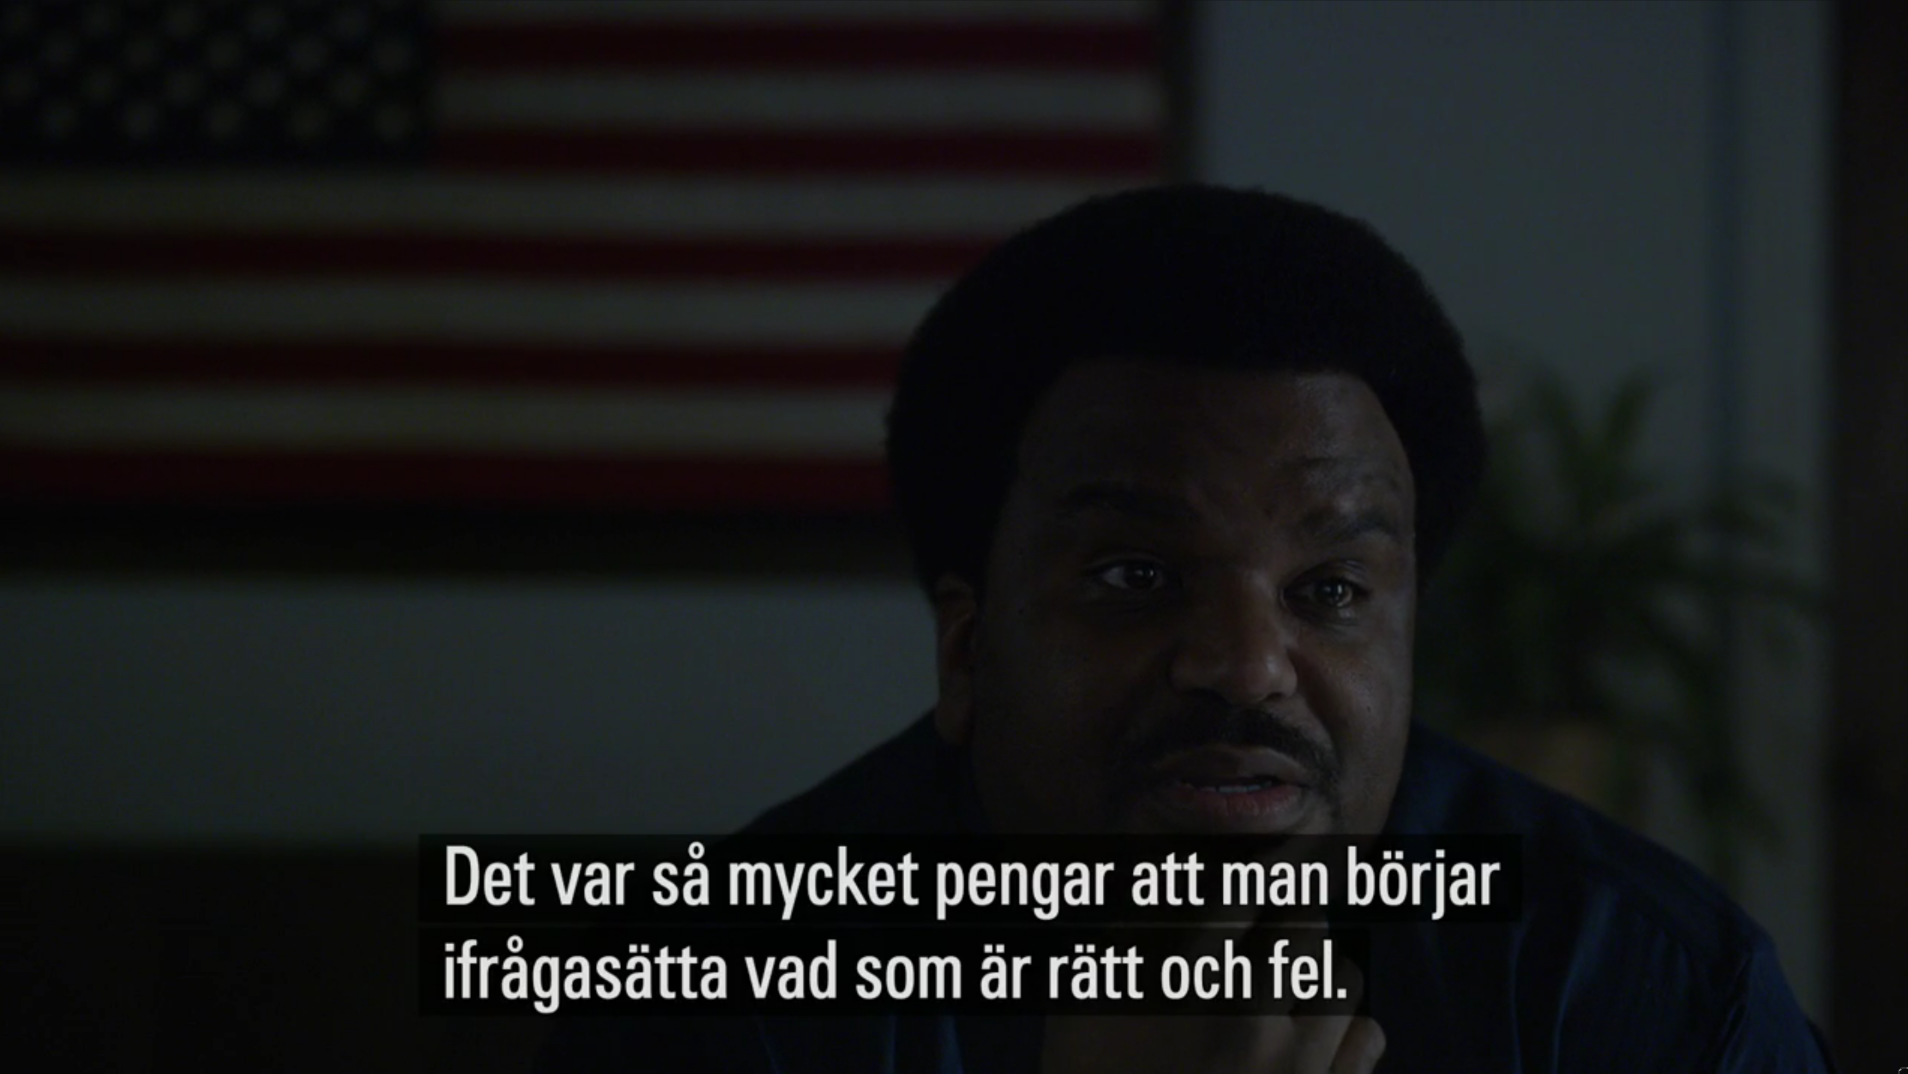 Det var så mycket pengar att man börjar
ifrågasätta vad som är rätt och fel.